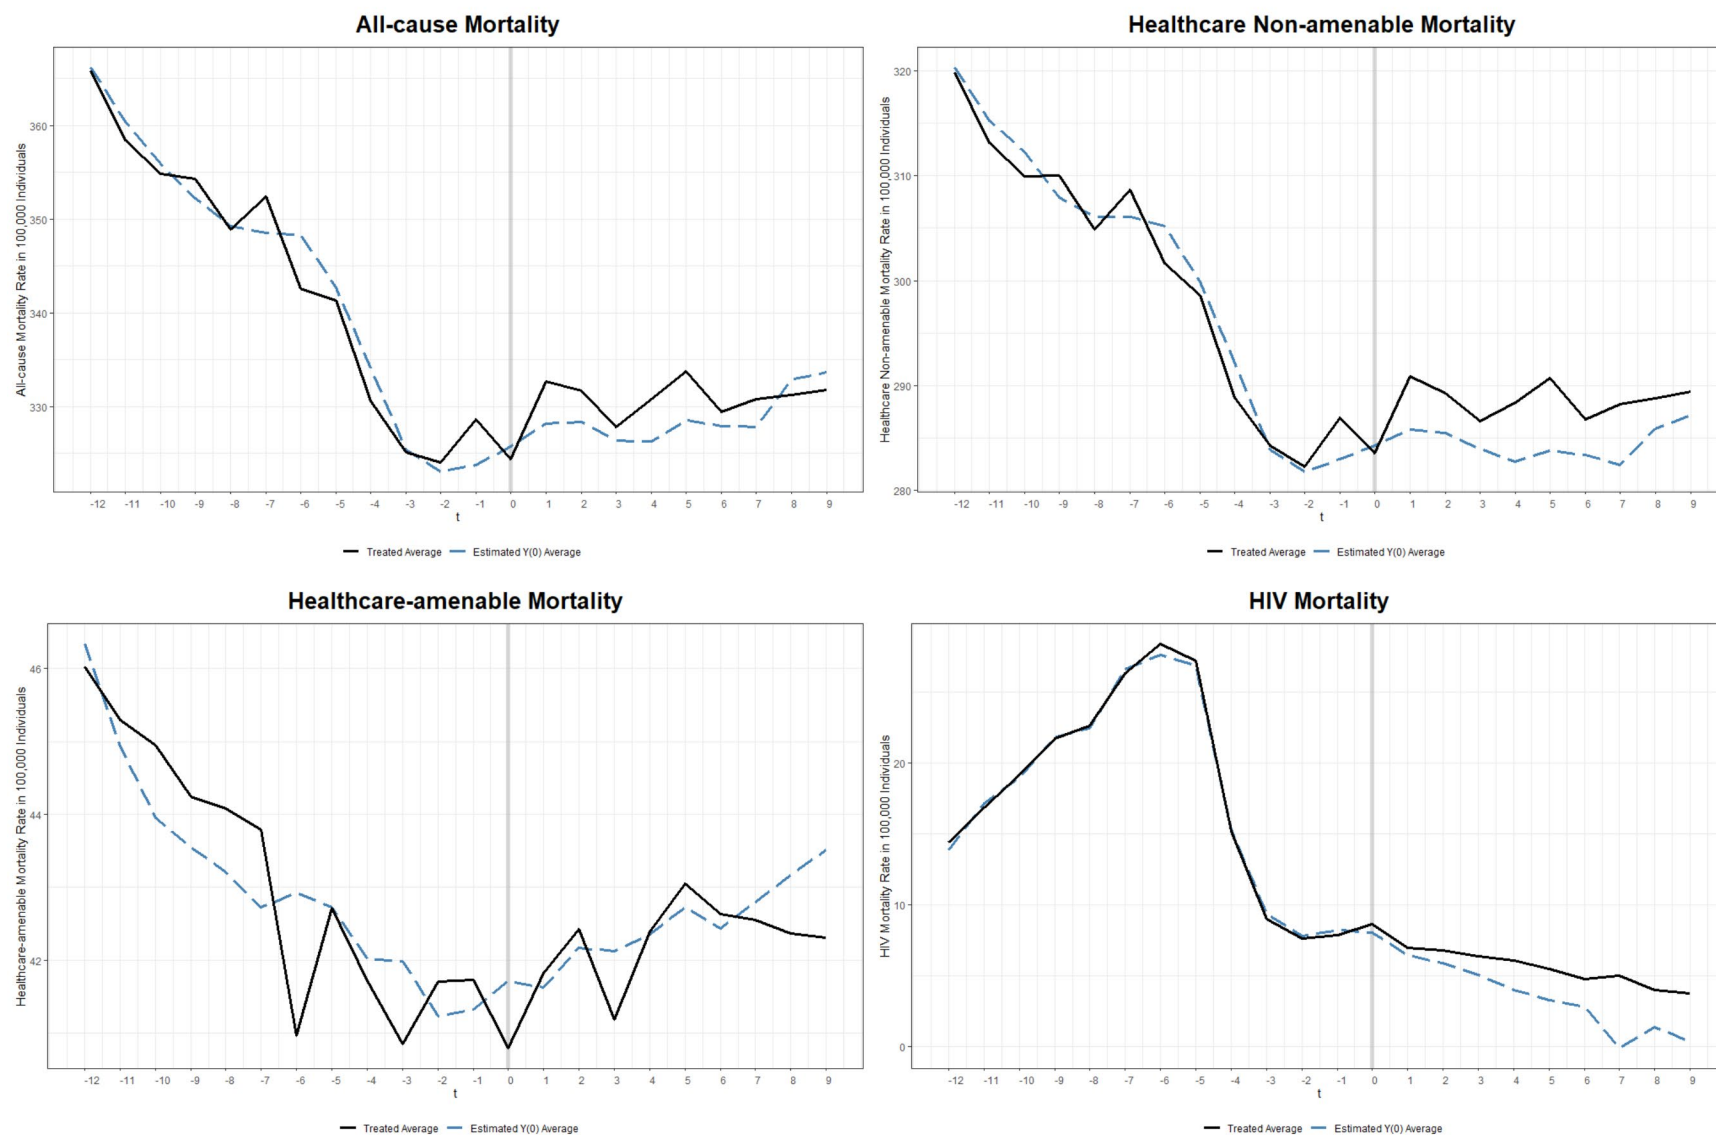 All-cause Mortality
All-cause Mortality Rate in 100,000 Individuals
360
350
340
330
-12 -11 -10 -9 -8 -7 -6 -5 -4 -3 -2 -1 0 1 2 3 4 5 6 7 8 9
t
Treated Average Estimated Y(0) Average
Healthcare Non-amenable Mortality
Healthcare Non-amenable Mortality Rate in 100,000 Individuals
320
310
300
290
280
-12 -11 -10 -9 -8 -7 -6 -5 -4 -3 -2 -1 0 1 2 3 4 5 6 7 8 9
t
Treated Average Estimated Y(0) Average
Healthcare-amenable Mortality
Healthcare-amenable Mortality Rate in 100,000 Individuals
46
44
42
-12 -11 -10 -9 -8 -7 -6 -5 -4 -3 -2 -1 0 1 2 3 4 5 6 7 8 9
t
Treated Average Estimated Y(0) Average
HIV Mortality
HIV Mortality Rate in 100,000 Individuals
20
10
0
-12 -11 -10 -9 -8 -7 -6 -5 -4 -3 -2 -1 0 1 2 3 4 5 6 7 8 9
t
Treated Average Estimated Y(0) Average